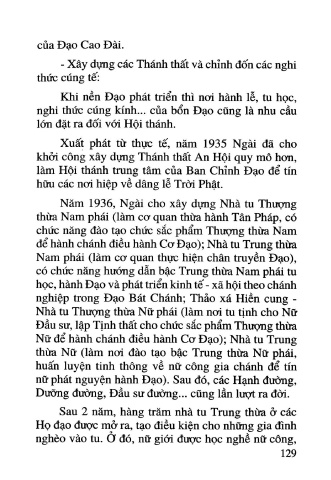 của Đạo Cao Đài.
- Xây dựng các Thánh thất và chỉnh đốn các nghi
thức cúng tế:
Khi nền Đạo phát triển thì nơi hành lễ, tu học,
nghi thức cúng kính... của bổn Đạo cũng là nhu cầu
lớn đặt ra đối với Hội thánh.
Xuất phát từ thực tế, năm 1935 Ngài đã cho
khởi công xây dựng Thánh thất An Hội quy mô hơn,
làm Hội thánh trung tâm của Ban Chỉnh Đạo để tín
hữu các nơi hiệp về dâng lễ Trời Phật.
Năm 1936, Ngài cho xây dựng Nhà tu Thượng
thừa Nam phái (làm cơ quan thừa hành Tân Pháp, có
chức năng đào tạo chức sắc phẩm Thượng thừa Nam
để hành chánh điều hành Cơ Đạo); Nhà tu Trung thừa
Nam phái (làm cơ quan thực hiện chân truyền Đạo),
có chức năng hướng dẫn bậc Trung thừa Nam phái tu
học, hành Đạo và phát triển kinh tế - xã hội theo chánh
nghiệp trong Đạo Bát Chánh; Thảo xá Hiền cung -
Nhà tu Thượng thừa Nữ phái (làm nơi tu tịnh cho Nữ
Đầu sư, lập Tịnh thất cho chức sắc phẩm Thượng thừa
Nữ để hành chánh điều hành Cơ Đạo); Nhà tu Trung
thừa Nữ (làm nơi đào tạo bậc Trung thừa Nữ phái,
huấn luyện tinh thông về nữ công gia chánh để tín
nữ phát nguyện hành Đạo). Sau đó, các Hạnh đường,
Dưỡng đường, Đầu sư đường... cũng lần lượt ra đời.
Sau 2 năm, hàng trăm nhà tu Trung thừa ở các
Họ đạo được mở ra, tạo điều kiện cho những gia đình
nghèo vào tu. Ở đó, nữ giới được học nghề nữ công,
129